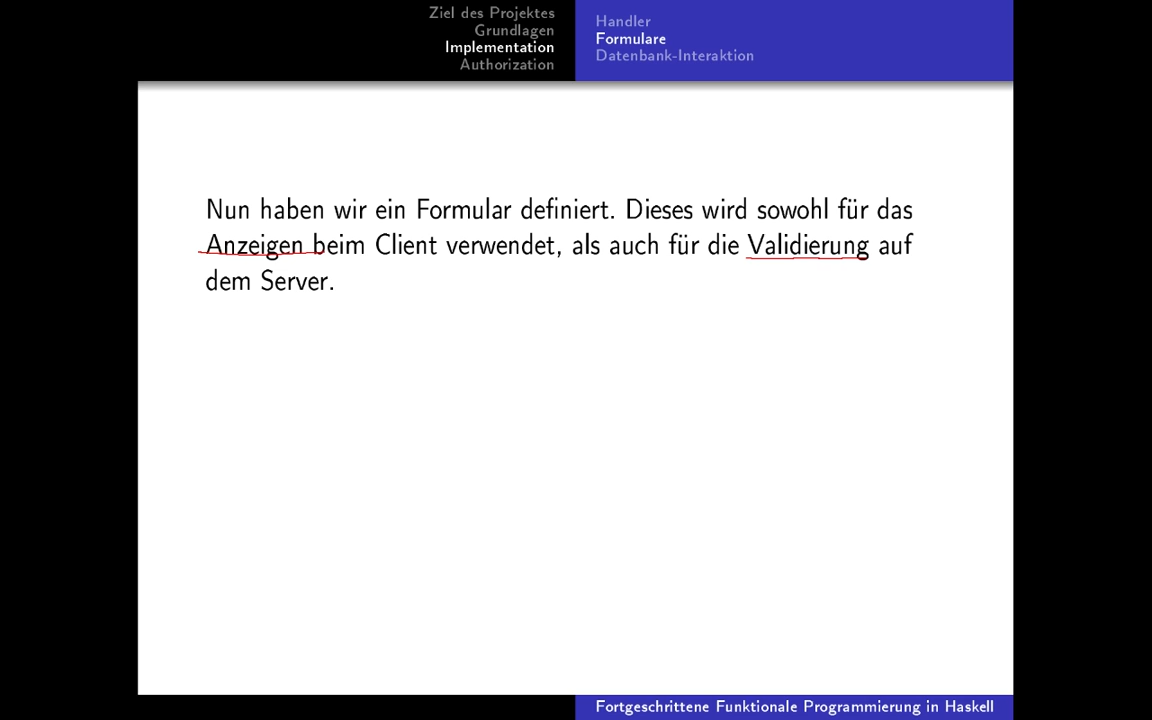 Ziel des Projektes
Grundlagen
Implementation
Authorization
Handler
Formulare
Datenbank-Interaktion
Nun haben wir ein Formular definiert. Dieses wird sowohl für das
Anzeigen beim Client verwendet, als auch für die Validierung auf
dem Server.
Fortgeschrittene Funktionale Programmierung in Haskell